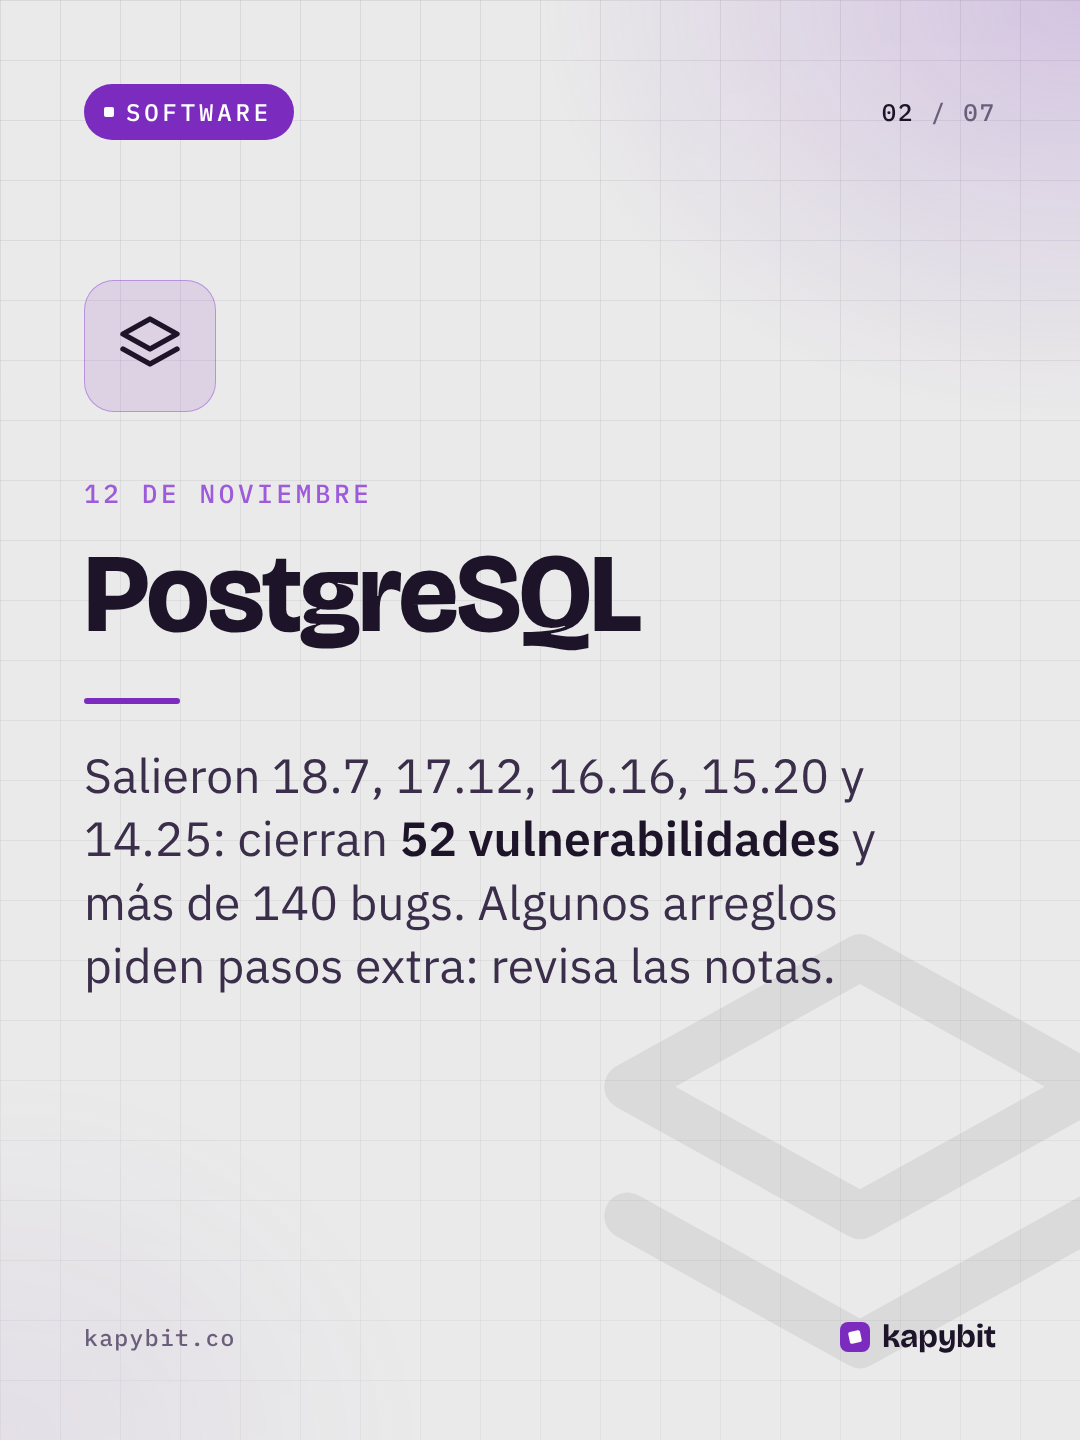 SOFTWARE
02 / 07
12 DE NOVIEMBRE
PostgreSQL
Salieron 18.7, 17.12, 16.16, 15.20 y
14.25: cierran 52 vulnerabilidades y
más de 140 bugs. Algunos arreglos
piden pasos extra: revisa las notas.
kapybit.co
kapybit